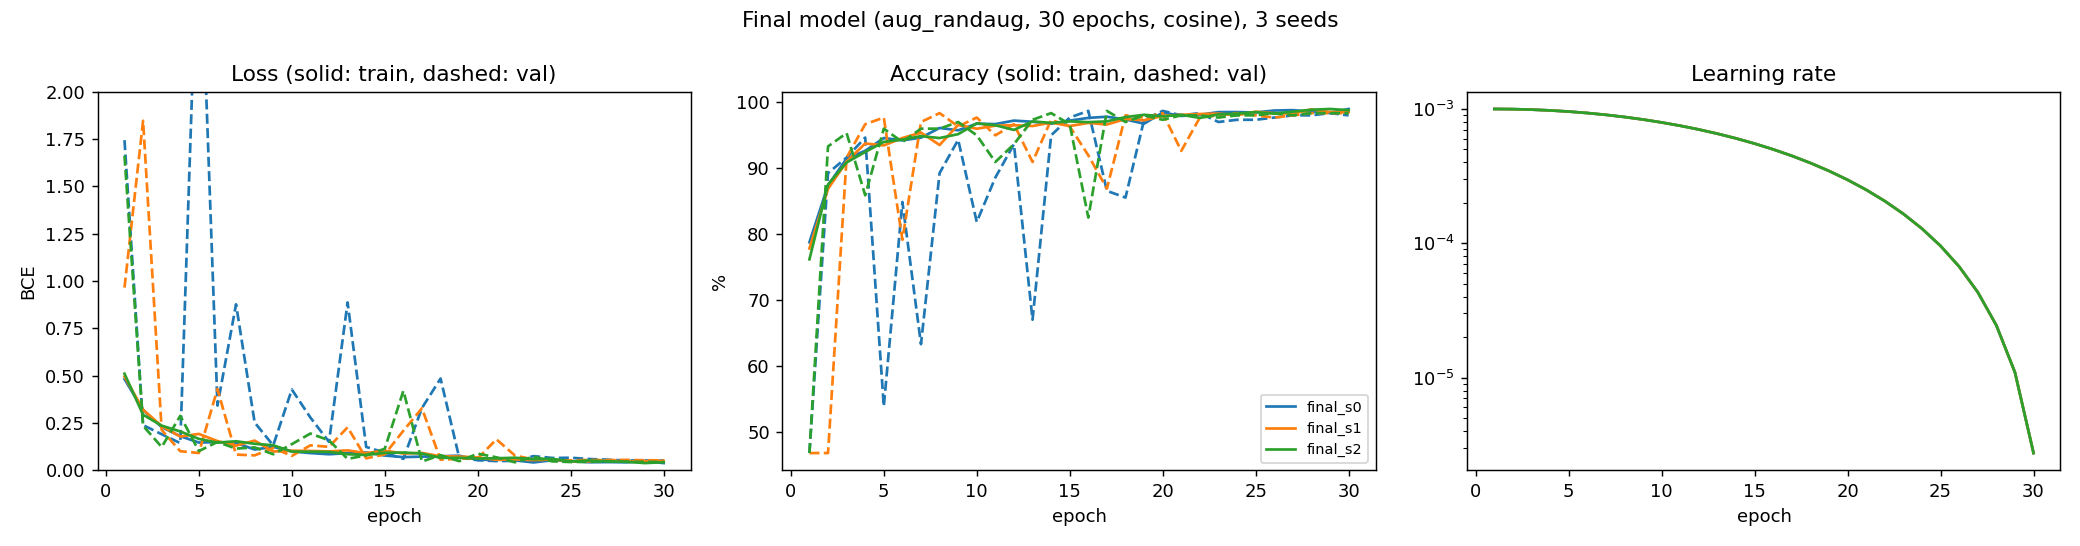 Final model (aug_randaug, 30 epochs, cosine), 3 seeds
Loss (solid: train, dashed: val)
2.00
1.75
1.50
1.25
1.00
0.75
0.50
0.25
0.00
BCE
0 5 10 15 20 25 30
epoch
Accuracy (solid: train, dashed: val)
100
90
80
70
60
50
%
final_s0
final_s1
final_s2
0 5 10 15 20 25 30
epoch
Learning rate
10⁻³
10⁻⁴
10⁻⁵
0 5 10 15 20 25 30
epoch